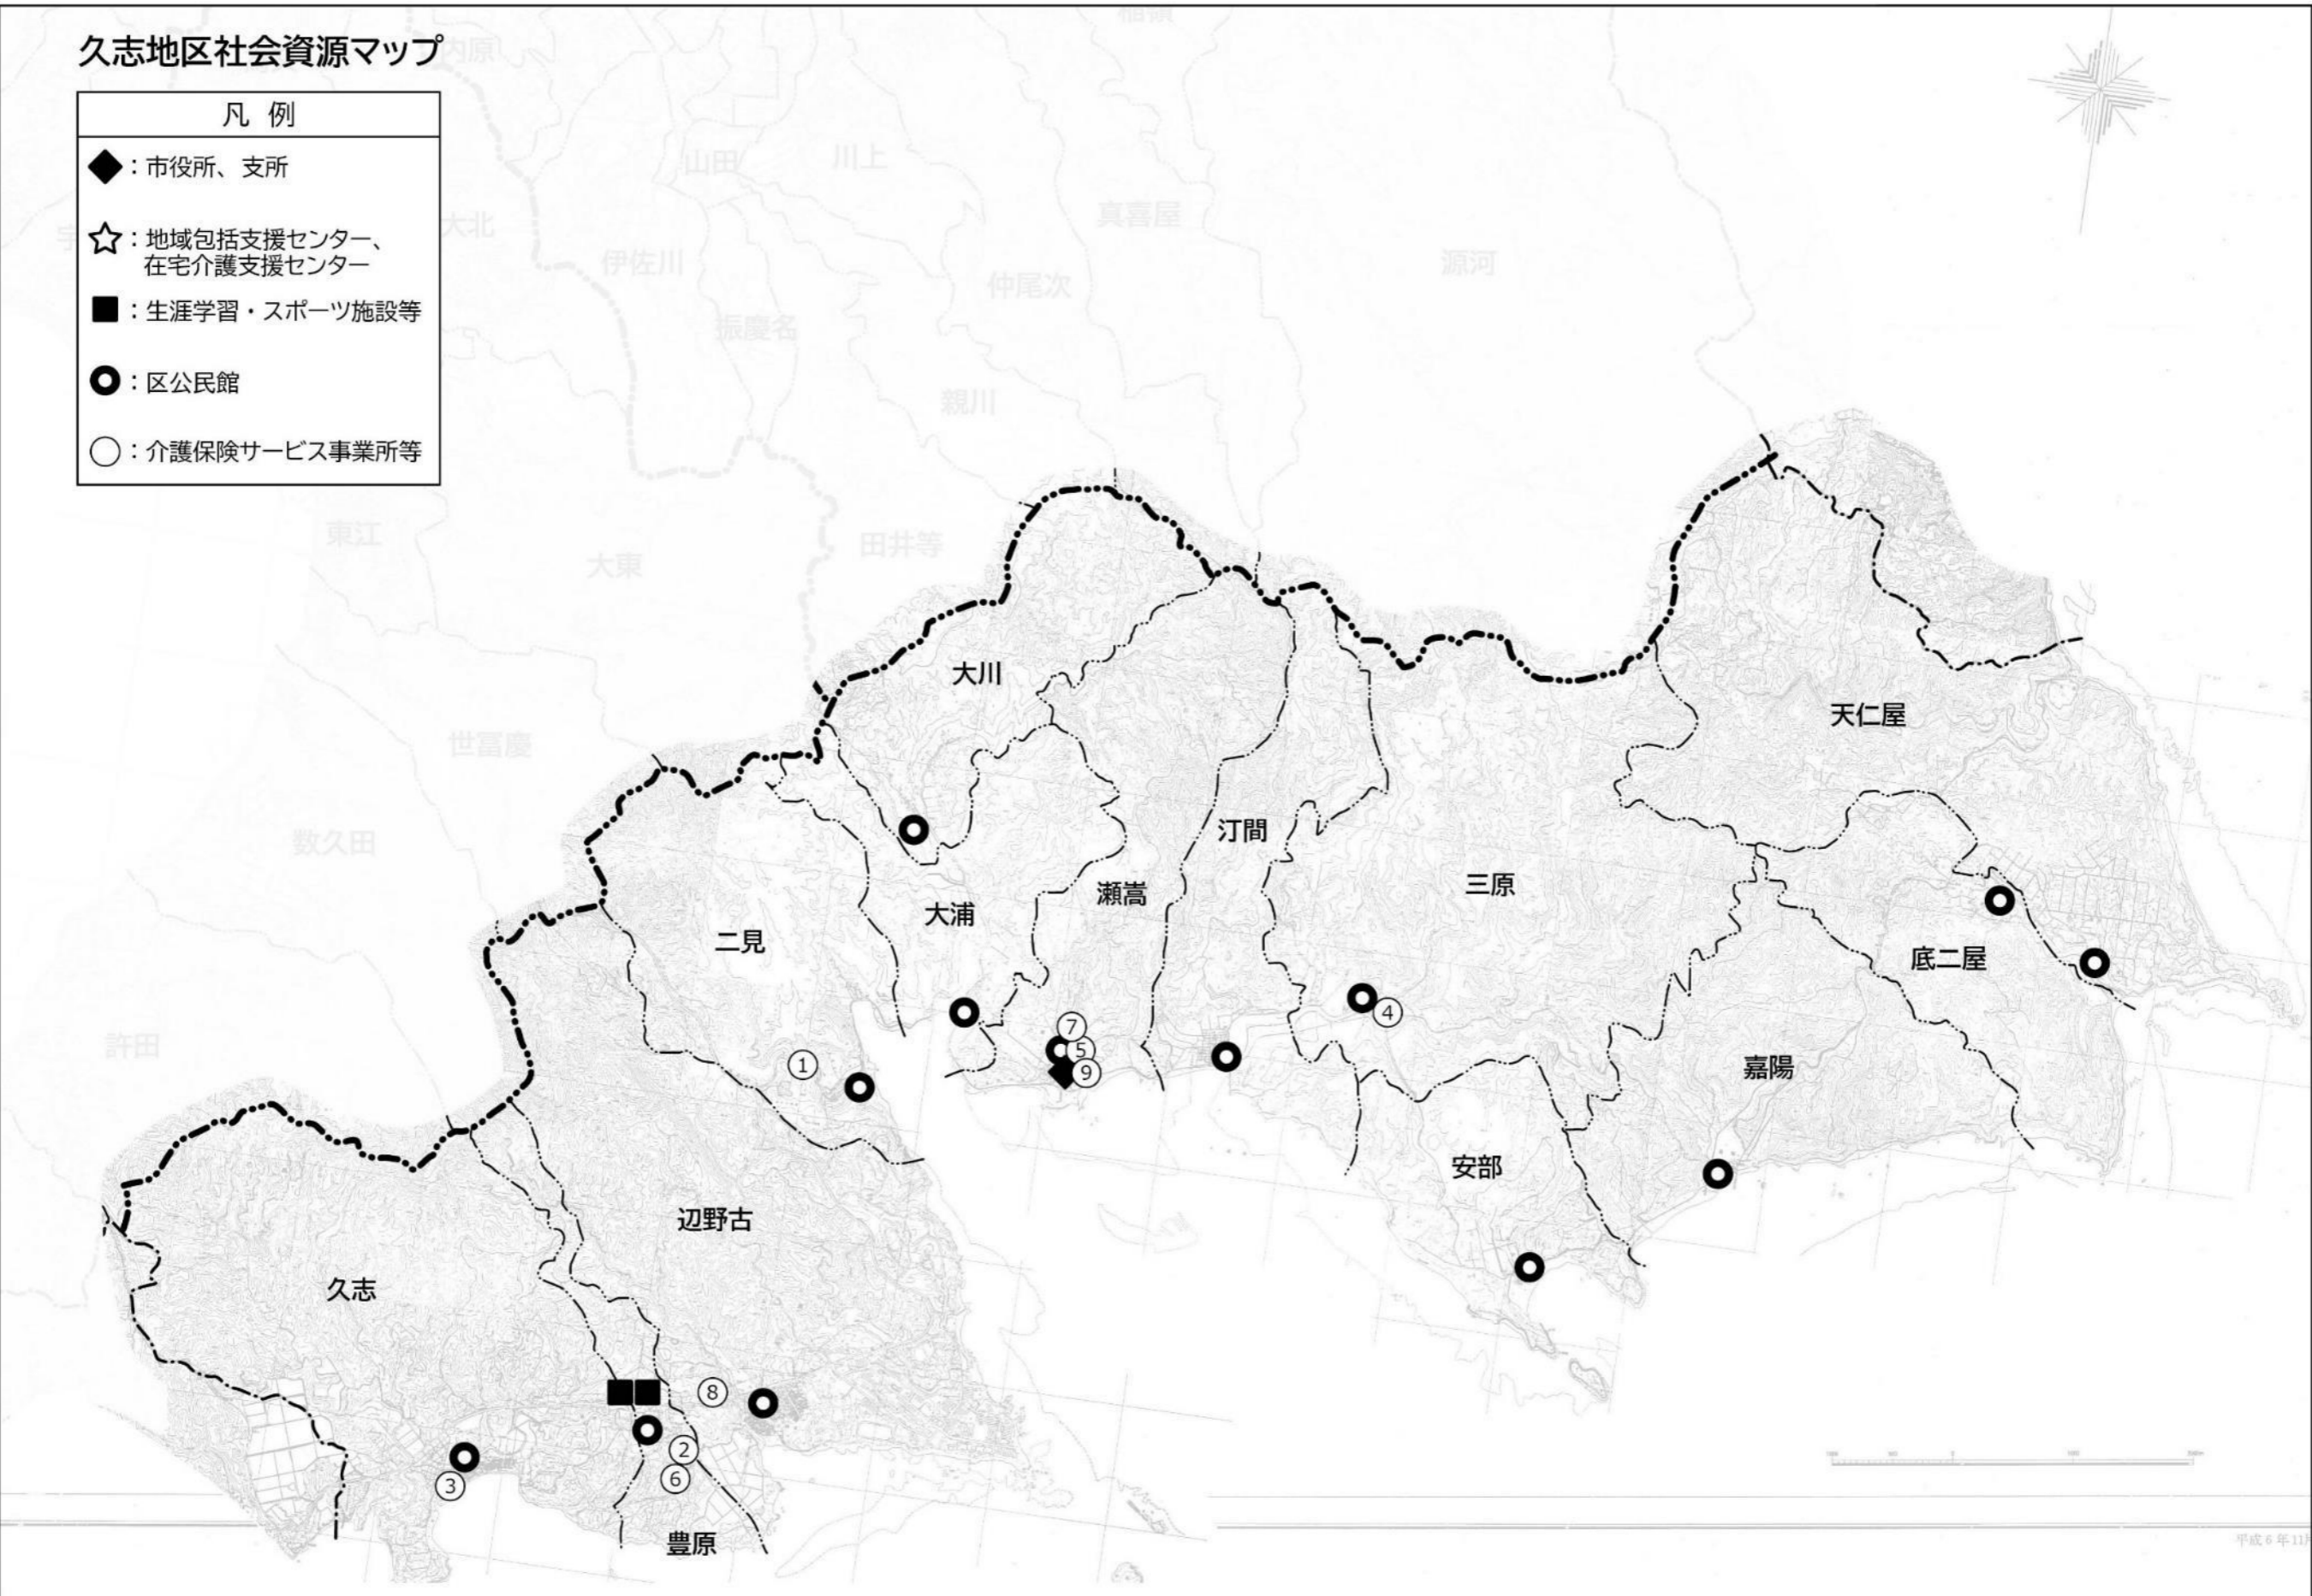 久志地区社会資源マップ
凡 例
◆：市役所、支所
☆：地域包括支援センター、
在宅介護支援センター
■：生涯学習・スポーツ施設等
：区公民館
○：介護保険サービス事業所等
内原
山田
川上
大北
伊佐川
真喜屋
源河
仲尾次
振慶名
親川
東江
大東
田井等
世冨慶
数久田
許田
大川
天仁屋
汀間
三原
瀬嵩
大浦
二見
底二屋
嘉陽
安部
辺野古
久志
豊原
④
⑦
⑤
⑨
①
⑧
②
⑥
③
平成6年11月